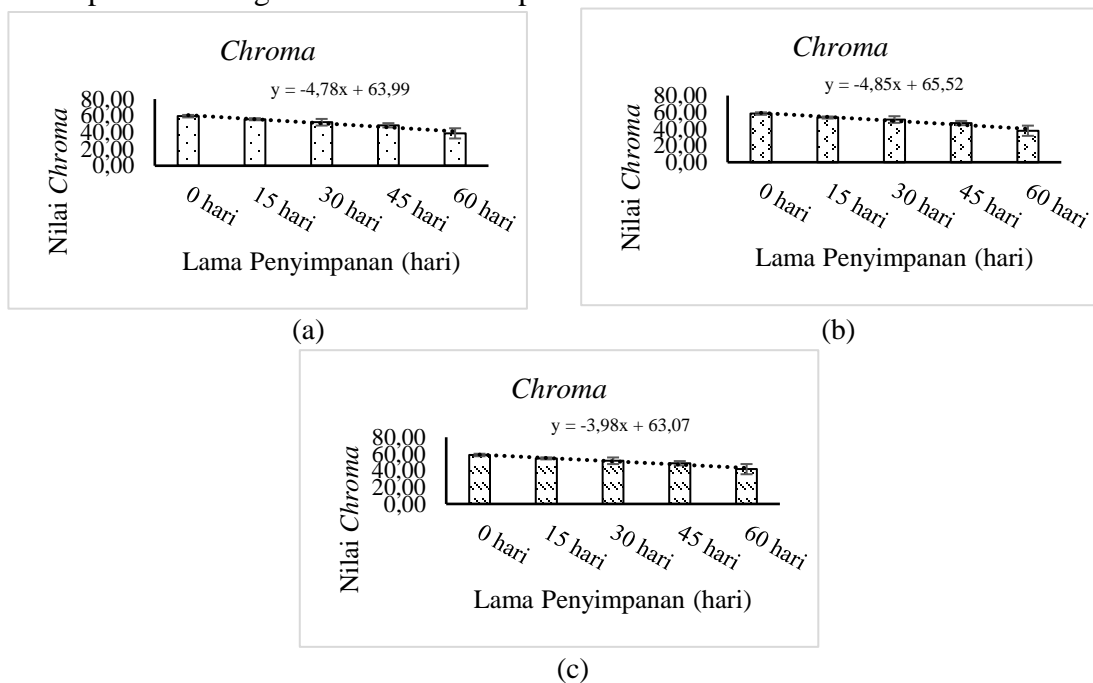 Chroma
y = -4,78x + 63,99
80,00
60,00
40,00
20,00
0,00
Nilai Chroma
0 hari
15 hari
30 hari
45 hari
60 hari
Lama Penyimpanan (hari)
(a)
Chroma
y = -4,85x + 65,52
80,00
60,00
40,00
20,00
0,00
Nilai Chroma
0 hari
15 hari
30 hari
45 hari
60 hari
Lama Penyimpanan (hari)
(b)
Chroma
y = -3,98x + 63,07
80,00
60,00
40,00
20,00
0,00
Nilai Chroma
0 hari
15 hari
30 hari
45 hari
60 hari
Lama Penyimpanan (hari)
(c)